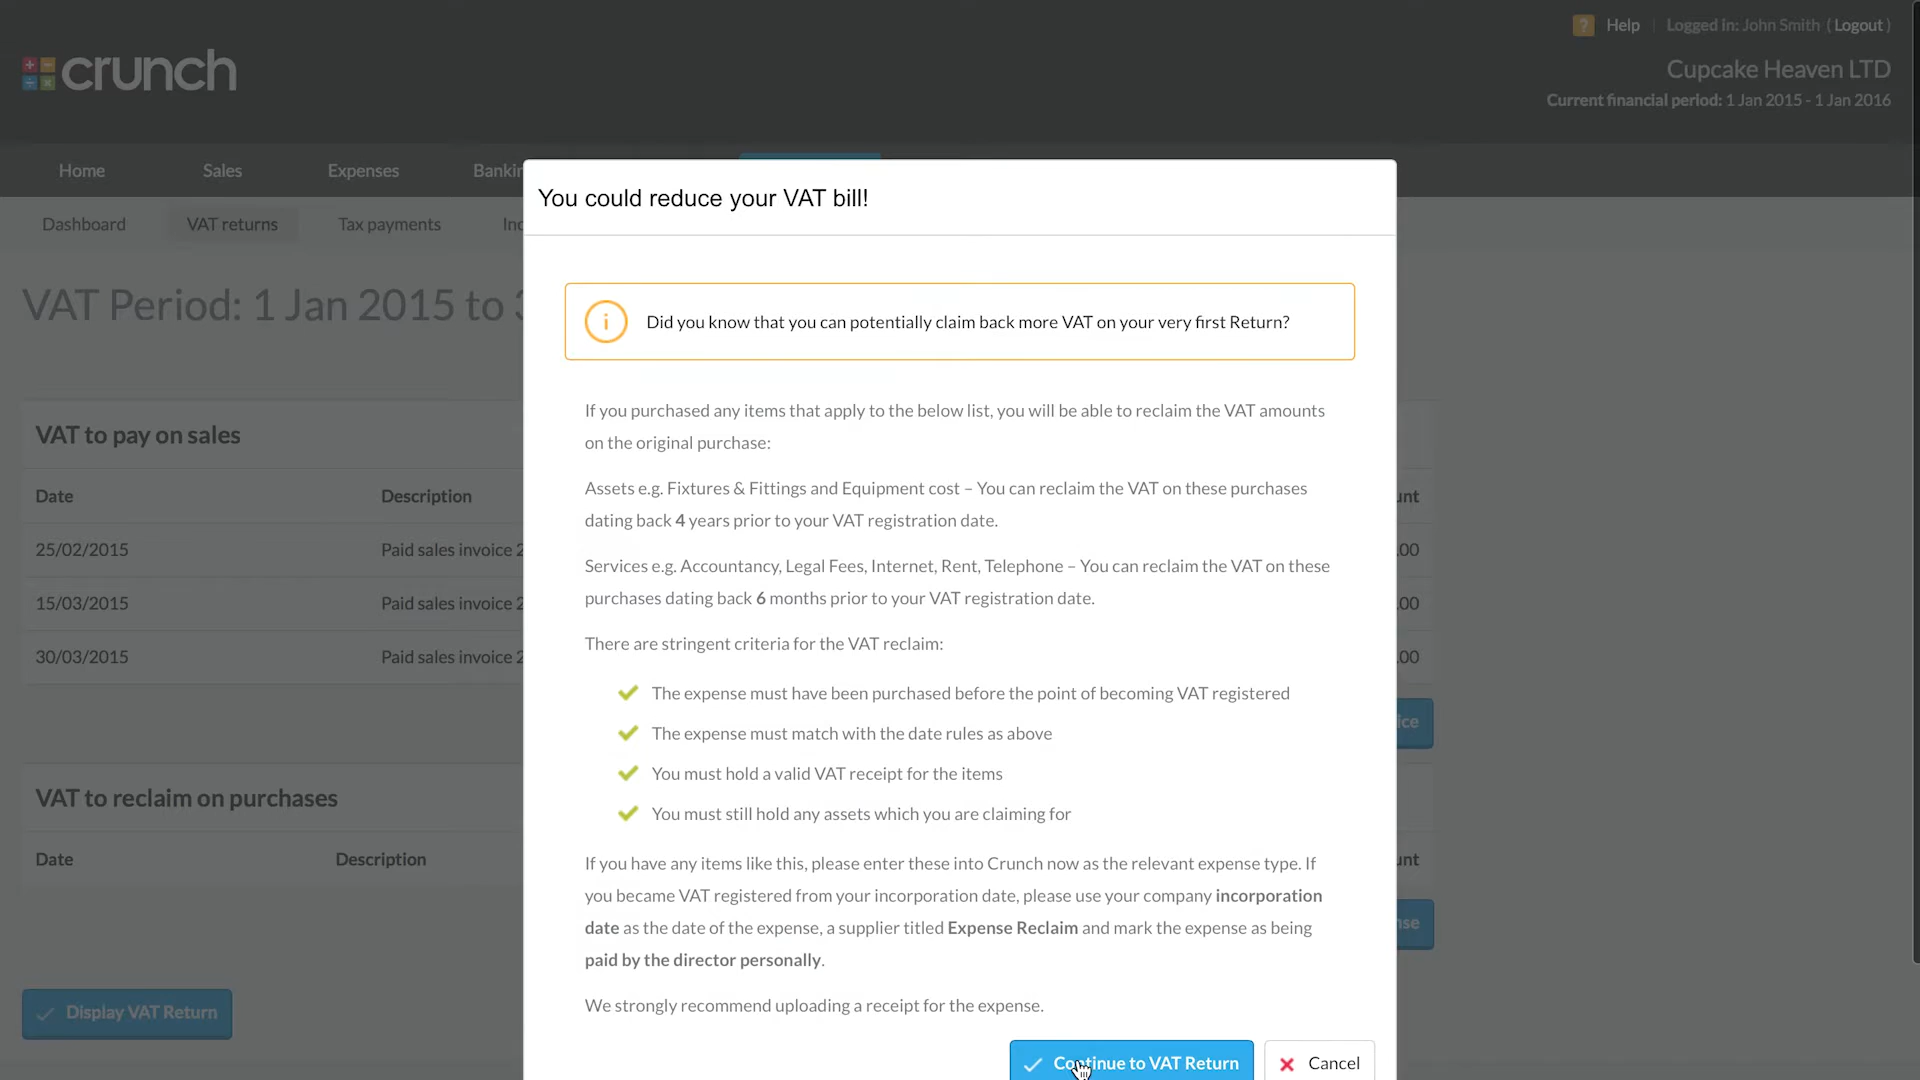 ? Help Logged in: John Smith ( Logout )
crunch
Cupcake Heaven LTD
Current financial period: 1 Jan 2015 - 1 Jan 2016
Home Sales Expenses
Dashboard VAT returns Tax payments
You could reduce your VAT bill!
VAT Period: 1 Jan 2015 to
Did you know that you can potentially claim back more VAT on your very first Return?
If you purchased any items that apply to the below list, you will be able to reclaim the VAT amounts
on the original purchase:
Assets e.g. Fixtures & Fittings and Equipment cost – You can reclaim the VAT on these purchases
dating back 4 years prior to your VAT registration date.
Services e.g. Accountancy, Legal Fees, Internet, Rent, Telephone – You can reclaim the VAT on these
purchases dating back 6 months prior to your VAT registration date.
There are stringent criteria for the VAT reclaim:
The expense must have been purchased before the point of becoming VAT registered
The expense must match with the date rules as above
You must hold a valid VAT receipt for the items
You must still hold any assets which you are claiming for
If you have any items like this, please enter these into Crunch now as the relevant expense type. If
you became VAT registered from your incorporation date, please use your company incorporation
date as the date of the expense, a supplier titled Expense Reclaim and mark the expense as being
paid by the director personally.
We strongly recommend uploading a receipt for the expense.
Continue to VAT Return Cancel
VAT to pay on sales
Date Description
25/02/2015 Paid sales invoice .00
15/03/2015 Paid sales invoice .00
30/03/2015 Paid sales invoice .00
VAT to reclaim on purchases
Date Description
Display VAT Return